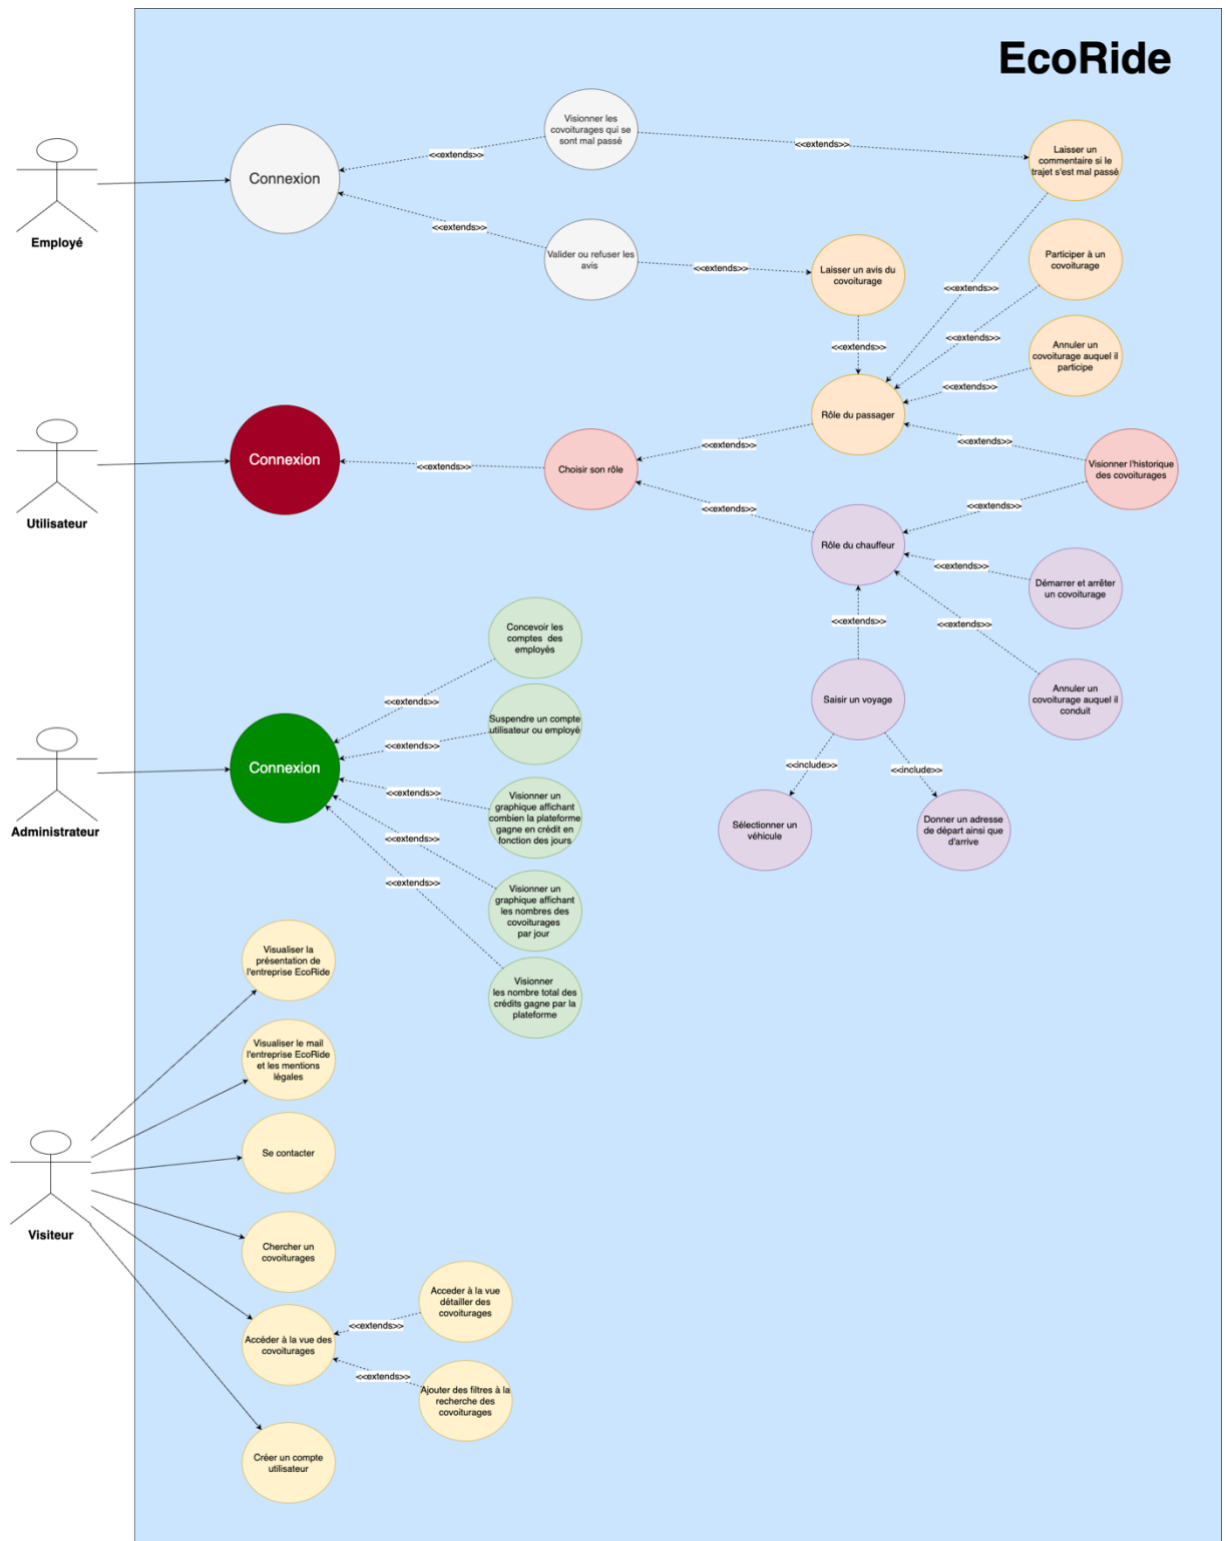 EcoRide
Visionner les
covoiturages qui se
sont mal passé
<<extends>>
<<extends>>
Laisser un
commentaire si le
trajet s'est mal passé
Connexion
Employé
<<extends>>
Valider ou refuser les
avis
<<extends>>
Laisser un avis du
covoiturage
Participer à un
covoiturage
<<extends>>
<<extends>>
<<extends>>
Annuler un
covoiturage auquel il
participe
<<extends>>
Rôle du passager
<<extends>>
<<extends>>
Connexion
Utilisateur
<<extends>>
Choisir son rôle
Visionner l'historique
des covoiturages
<<extends>>
<<extends>>
Rôle du chauffeur
<<extends>>
Démarrer et arrêter
un covoiturage
<<extends>>
<<extends>>
Concevoir les
comptes des
employés
<<extends>>
Saisir un voyage
Annuler un
covoiturage auquel il
conduit
Suspendre un compte
utilisateur ou employé
<<extends>>
Connexion
Administrateur
<<include>>
<<include>>
<<extends>>
Visionner un
graphique affichant
combien la plateforme
gagne en crédit en
fonction des jours
Sélectionner un
véhicule
Donner un adresse
de départ ainsi que
d'arrive
<<extends>>
<<extends>>
Visionner un
graphique affichant
les nombres des
covoiturages
par jour
Visualiser la
présentation de
l'entreprise EcoRide
Visionner
les nombre total des
crédits gagne par la
plateforme
Visualiser le mail
l'entreprise EcoRide
et les mentions
légales
Se contacter
Visiteur
Chercher un
covoiturages
Acceder à la vue
détailler des
covoiturages
<<extends>>
Accéder à la vue des
covoiturages
<<extends>>
Ajouter des filtres à la
recherche des
covoiturages
Créer un compte
utilisateur